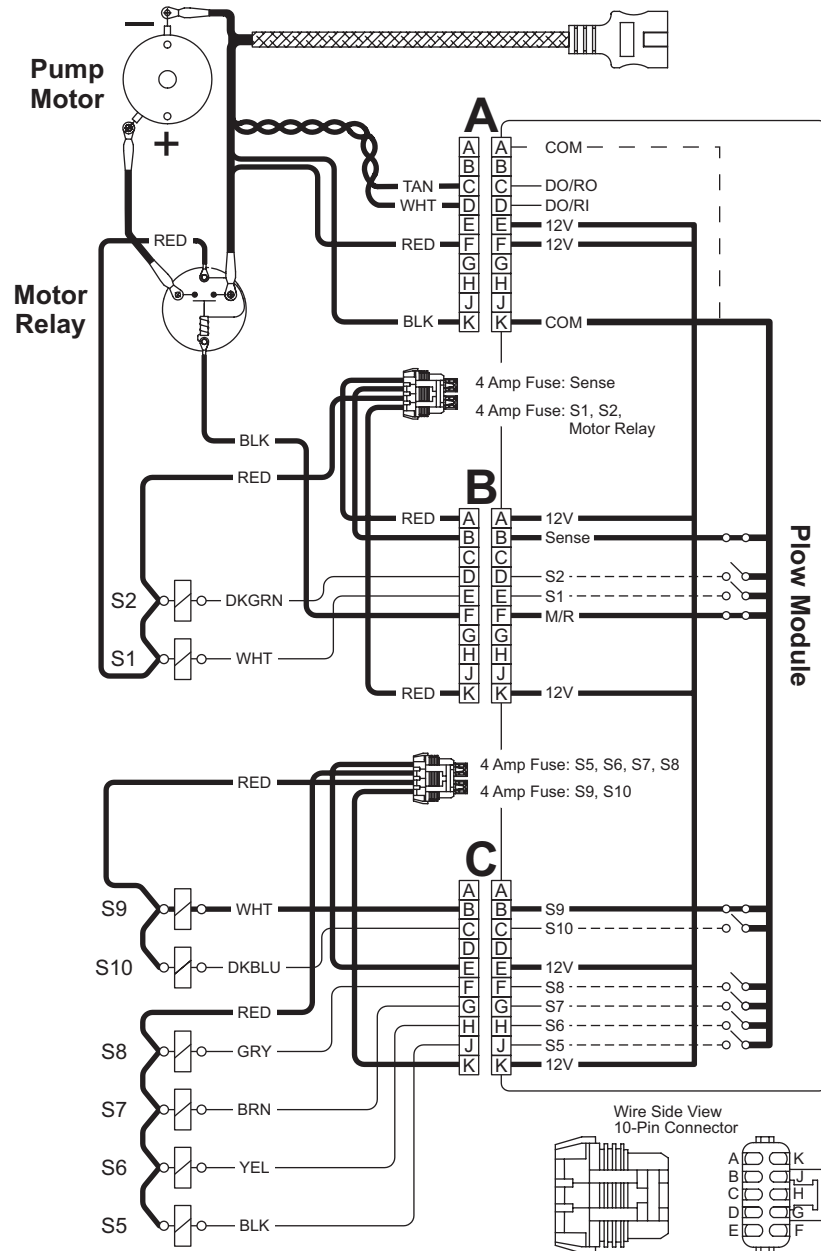 Pump
Motor
−
+
A
A A COM
B B
TAN C C DO/RO
WHT D D DO/RI
E E 12V
RED F F 12V
G G
H H
J J
BLK K K COM
RED
Motor
Relay
4 Amp Fuse: Sense
4 Amp Fuse: S1, S2,
Motor Relay
BLK
RED
B
RED A A 12V
B B Sense
C C
S2 DKGRN D D S2
E E S1
F F M/R
G G
S1 WHT H H
J J
RED K K 12V
Plow Module
4 Amp Fuse: S5, S6, S7, S8
RED
4 Amp Fuse: S9, S10
C
A A
S9 WHT B B S9
C C S10
D D
S10 DKBLU E E 12V
F F S8
RED G G S7
H H S6
S8 GRY J J S5
K K 12V
S7 BRN
S6 YEL
S5 BLK
Wire Side View
10-Pin Connector
A K
B J
C H
D G
E F